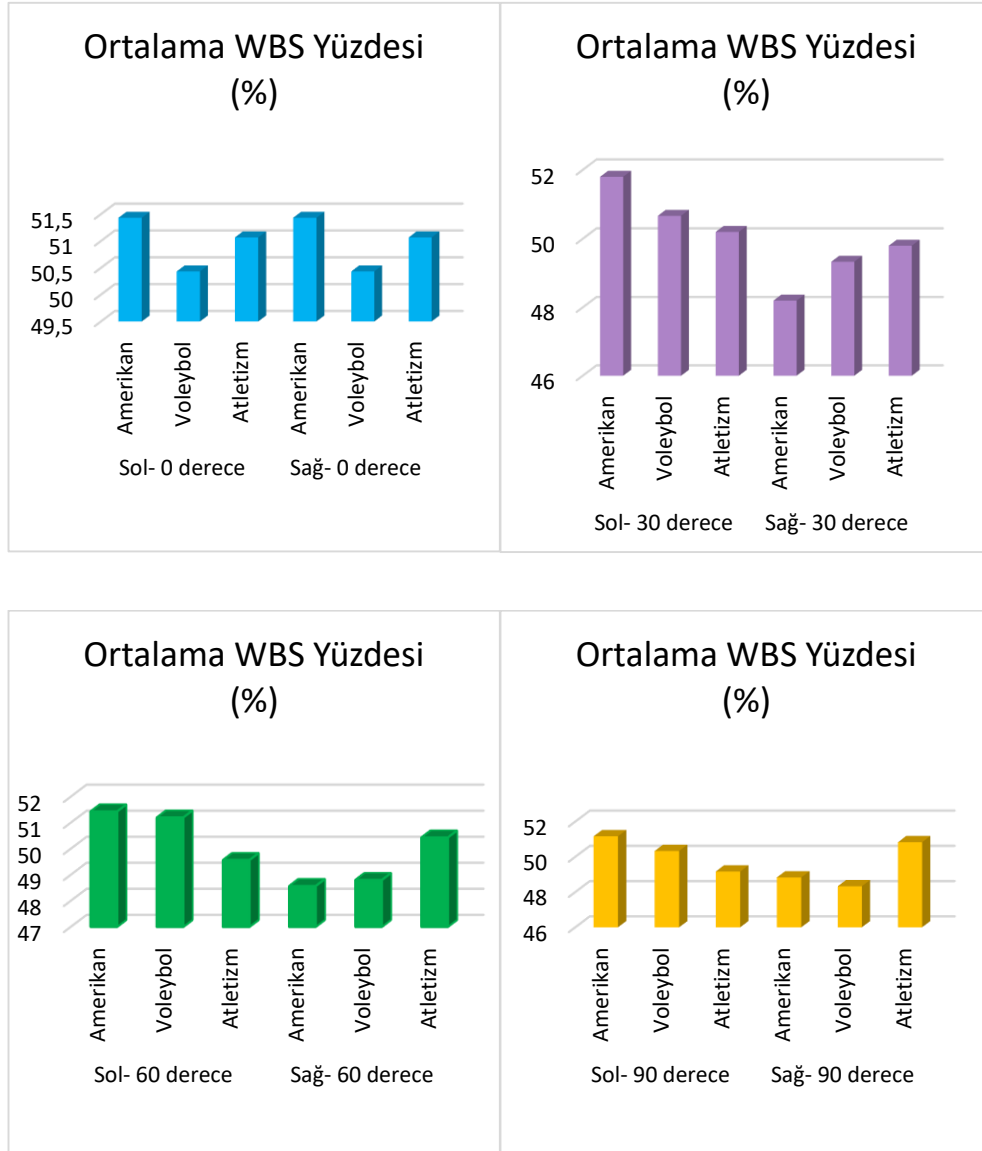 Ortalama WBS Yüzdesi
(%)
51,5
51
50,5
50
49,5
Amerikan
Voleybol
Atletizm
Amerikan
Voleybol
Atletizm
Sol- 0 derece
Sağ- 0 derece
Ortalama WBS Yüzdesi
(%)
52
50
48
46
Amerikan
Voleybol
Atletizm
Amerikan
Voleybol
Atletizm
Sol- 30 derece
Sağ- 30 derece
Ortalama WBS Yüzdesi
(%)
52
51
50
49
48
47
Amerikan
Voleybol
Atletizm
Amerikan
Voleybol
Atletizm
Sol- 60 derece
Sağ- 60 derece
Ortalama WBS Yüzdesi
(%)
52
50
48
46
Amerikan
Voleybol
Atletizm
Amerikan
Voleybol
Atletizm
Sol- 90 derece
Sağ- 90 derece